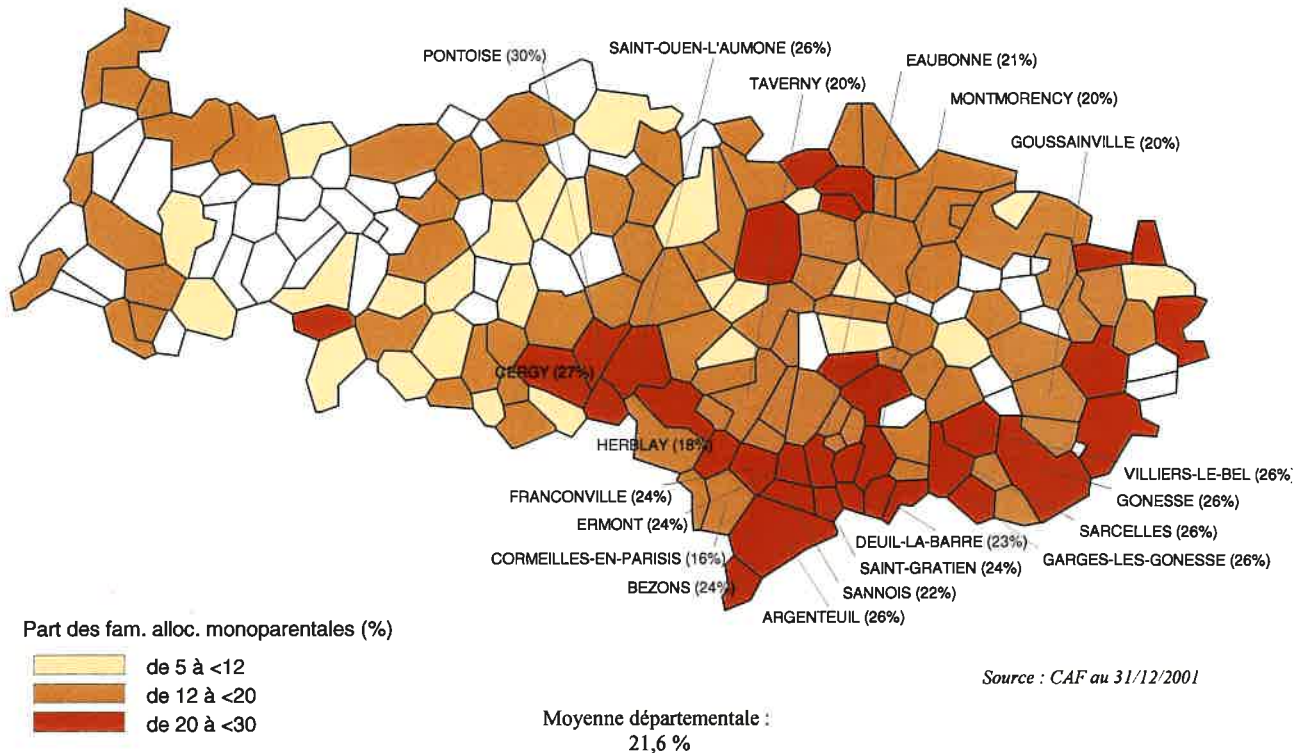 SAINT-OUEN-L'AUMONE (26%)
PONTOISE (30%)
EAUBONNE (21%)
TAVERNY (20%)
MONTMORENCY (20%)
GOUSSAINVILLE (20%)
CERGY (27%)
HERBLAY (18%)
VILLIERS-LE-BEL (26%)
FRANCONVILLE (24%)
GONESSE (26%)
ERMONT (24%)
SARCELLES (26%)
DEUIL-LA-BARRE (23%)
CORMEILLES-EN-PARISIS (16%)
GARGES-LES-GONESSE (26%)
SAINT-GRATIEN (24%)
BEZONS (24%)
SANNOIS (22%)
ARGENTEUIL (26%)
Part des fam. alloc. monoparentales (%)
de 5 à <12
de 12 à <20
de 20 à <30
Source : CAF au 31/12/2001
Moyenne départementale :
21,6 %